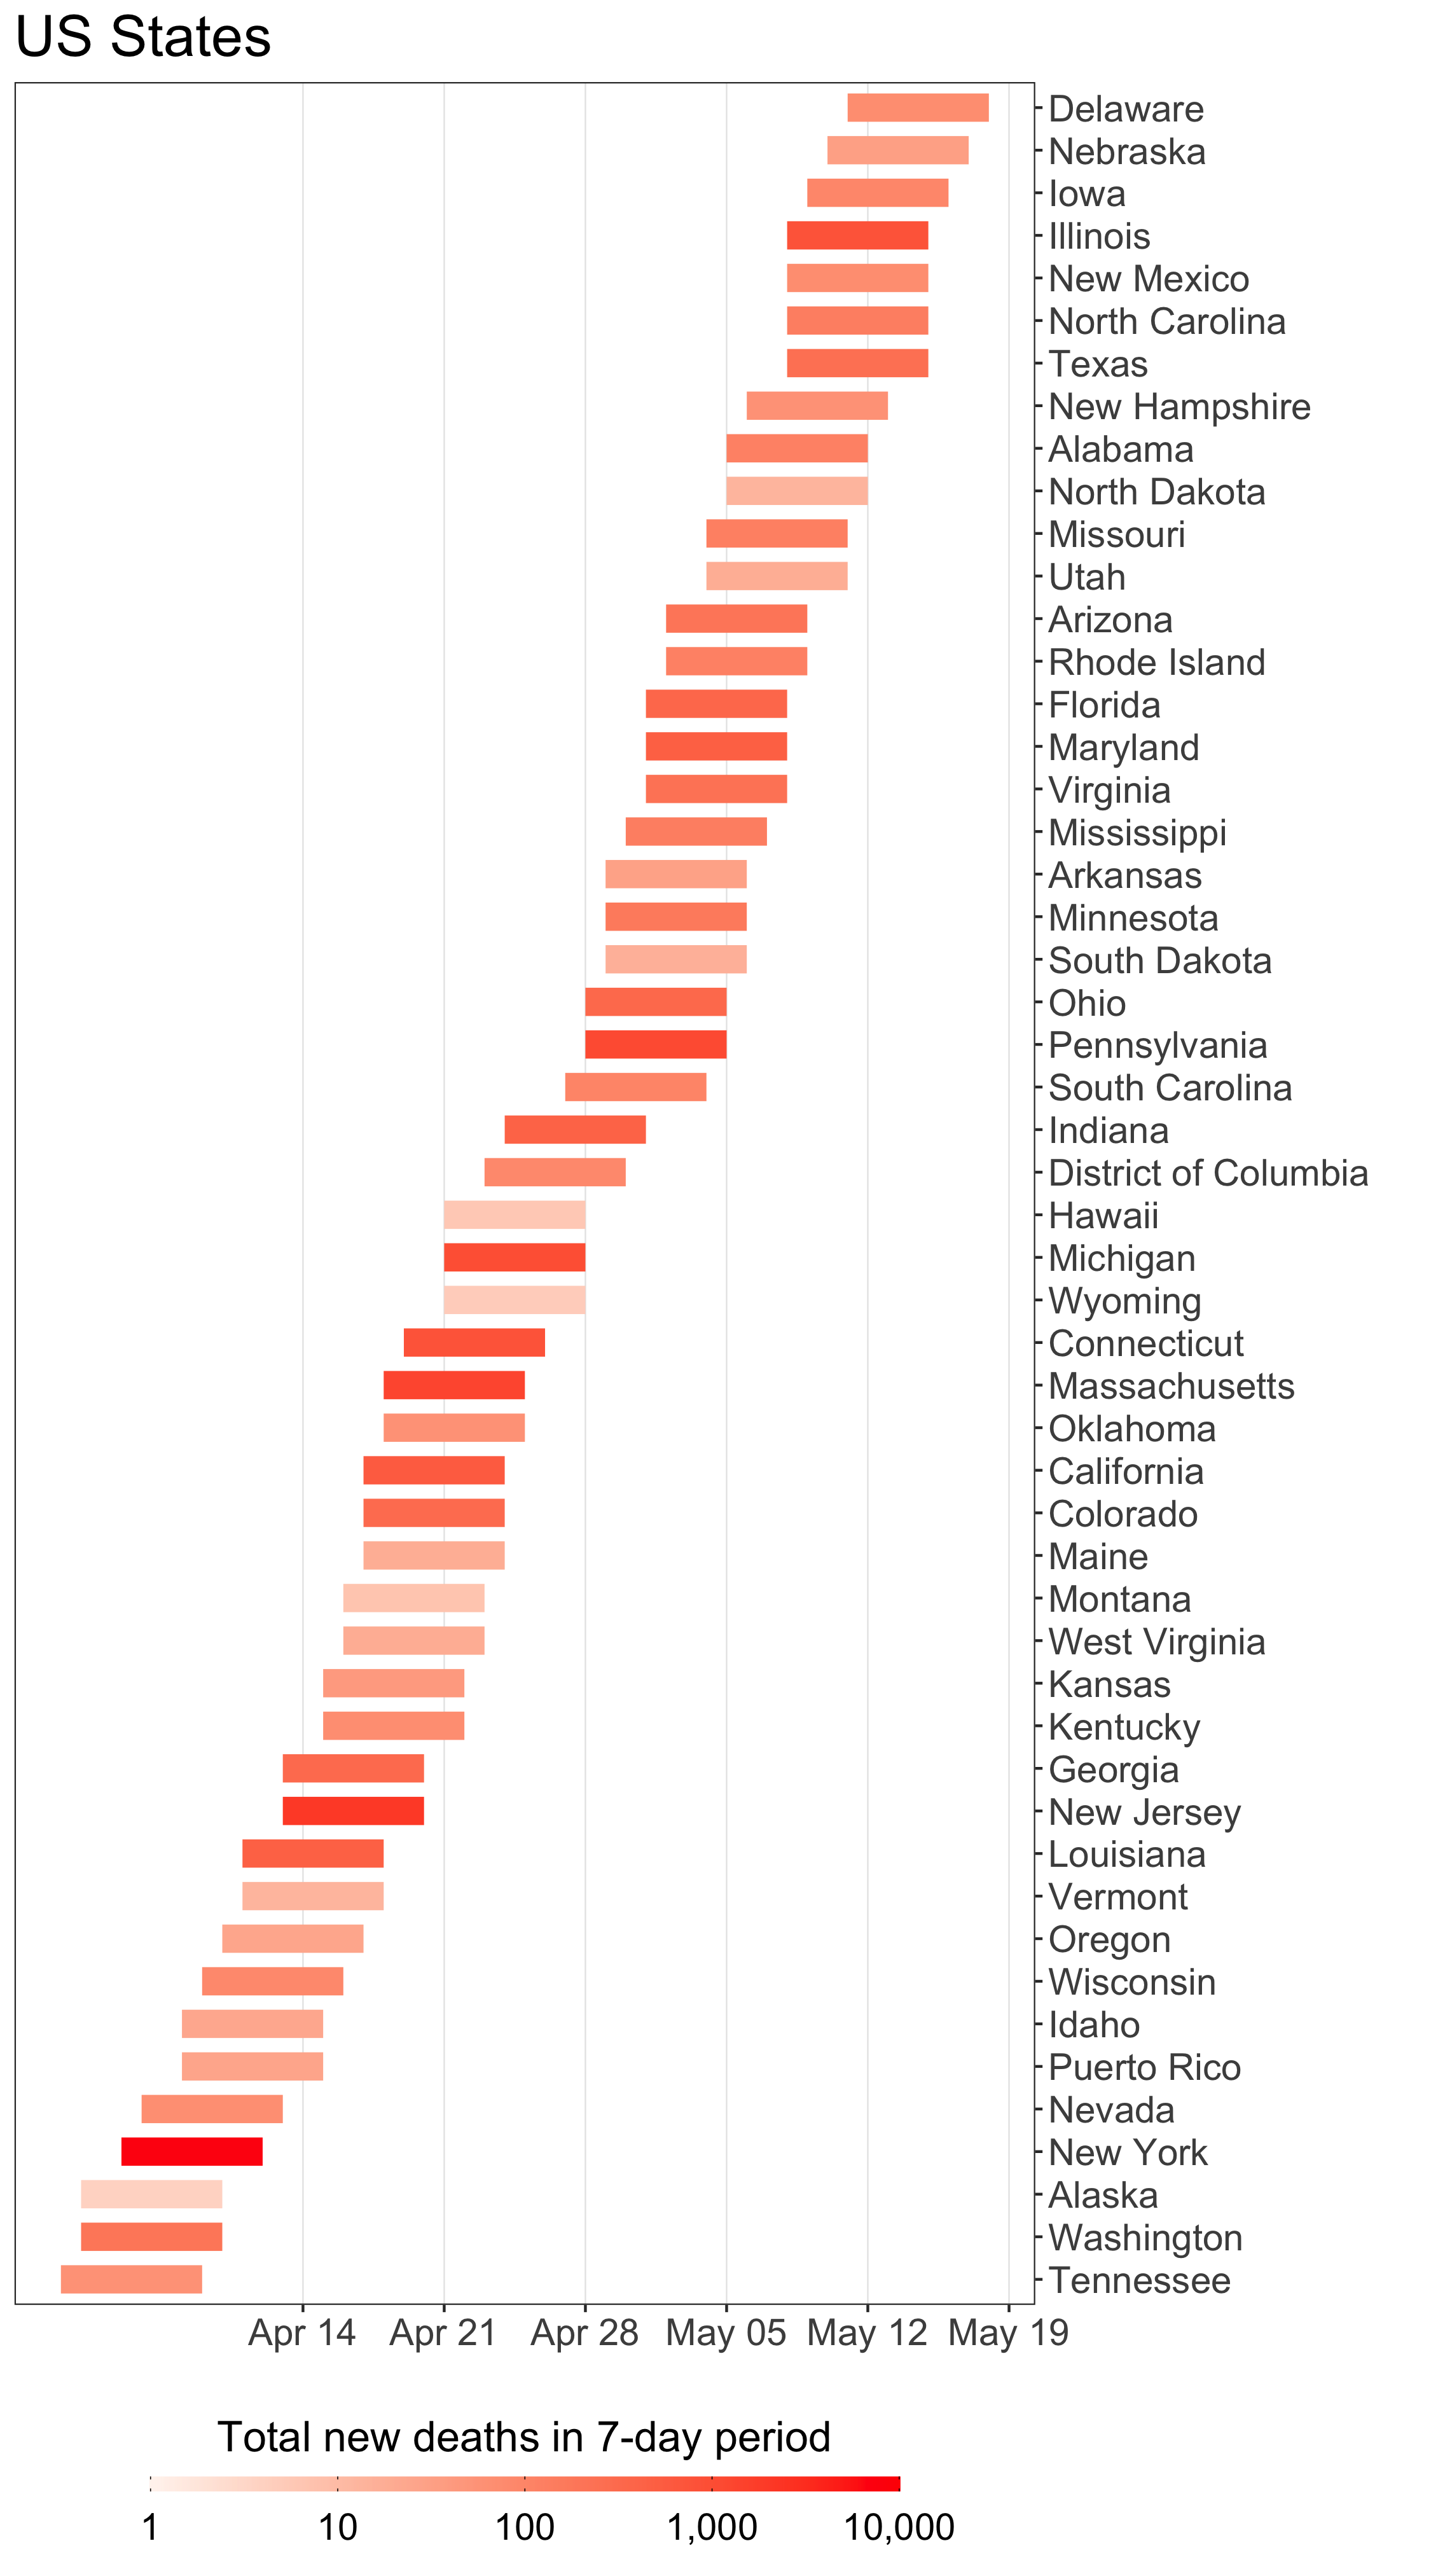 US States
Delaware
Nebraska
Iowa
Illinois
New Mexico
North Carolina
Texas
New Hampshire
Alabama
North Dakota
Missouri
Utah
Arizona
Rhode Island
Florida
Maryland
Virginia
Mississippi
Arkansas
Minnesota
South Dakota
Ohio
Pennsylvania
South Carolina
Indiana
District of Columbia
Hawaii
Michigan
Wyoming
Connecticut
Massachusetts
Oklahoma
California
Colorado
Maine
Montana
West Virginia
Kansas
Kentucky
Georgia
New Jersey
Louisiana
Vermont
Oregon
Wisconsin
Idaho
Puerto Rico
Nevada
New York
Alaska
Washington
Tennessee
Apr 14 Apr 21 Apr 28 May 05 May 12 May 19
Total new deaths in 7-day period
1 10 100 1,000 10,000